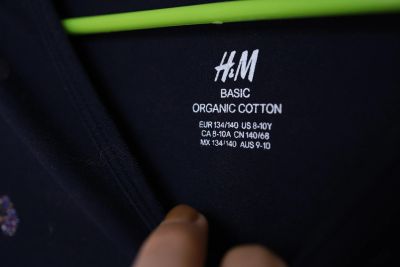 H&M
BASIC
ORGANIC COTTON
EUR 134/140 US 8-10Y
CA 8-10A CN 140/68
MX 134/140 AUS 9-10